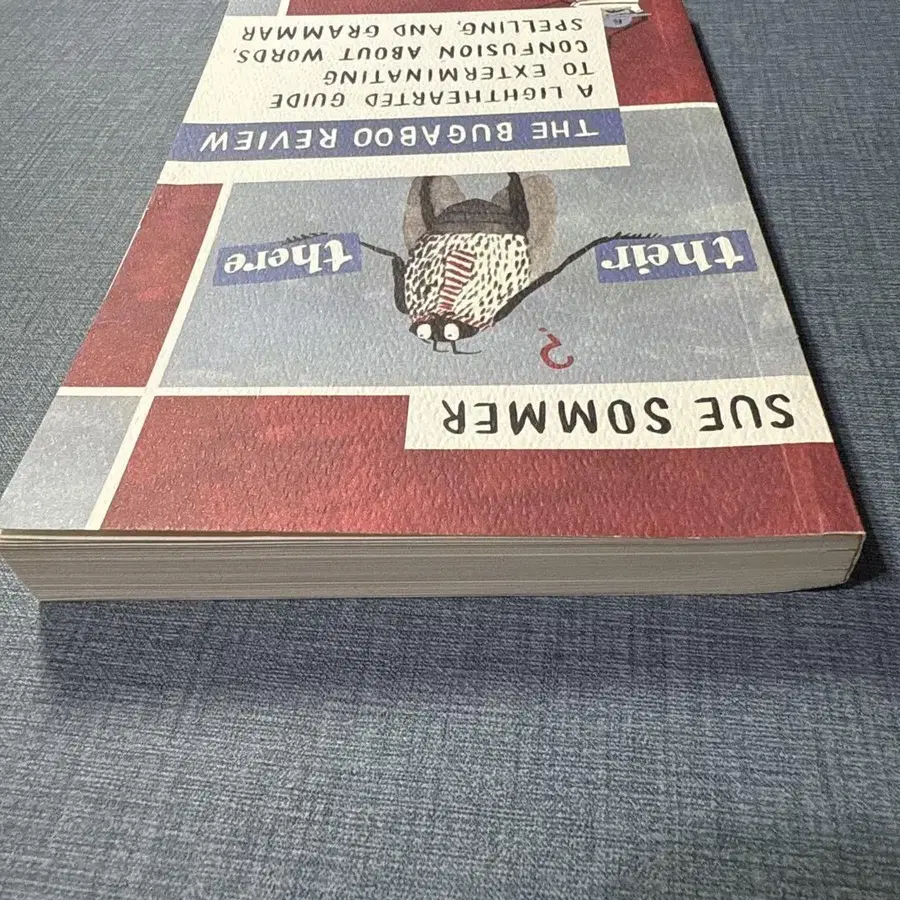 THE BUGABOO REVIEW
A LIGHTHEARTED GUIDE
TO EXTERMINATING
CONFUSION ABOUT WORDS,
SPELLING, AND GRAMMAR
their
there
?
SUE SOMMER